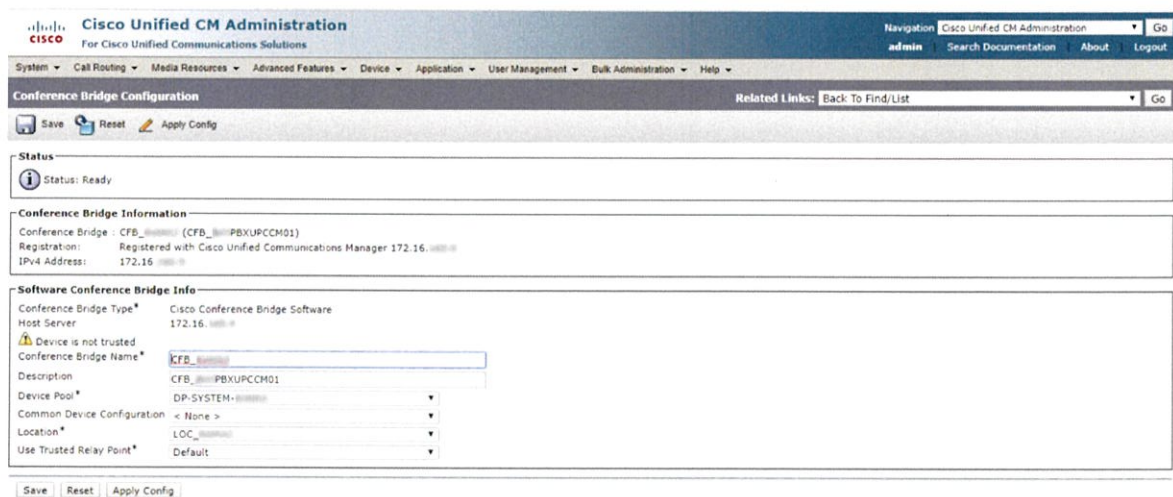 Cisco Unified CM Administration
CISCO For Cisco Unified Communications Solutions
Navigation Cisco Unified CM Administration Go
admin Search Documentation About Logout
System Call Routing Media Resources Advanced Features Device Application User Management Bulk Administration Help
Conference Bridge Configuration Related Links: Back To Find/List Go
Save Reset Apply Config
Status
Status: Ready
Conference Bridge Information
Conference Bridge : CFB_ (CFB_ PBXUPCCM01)
Registration: Registered with Cisco Unified Communications Manager 172.16.
IPv4 Address: 172.16
Software Conference Bridge Info
Conference Bridge Type* Cisco Conference Bridge Software
Host Server 172.16.
Device is not trusted
Conference Bridge Name* CFB_
Description CFB_ PBXUPCCM01
Device Pool* DP-SYSTEM-
Common Device Configuration < None >
Location* LOC_
Use Trusted Relay Point* Default
Save Reset Apply Config